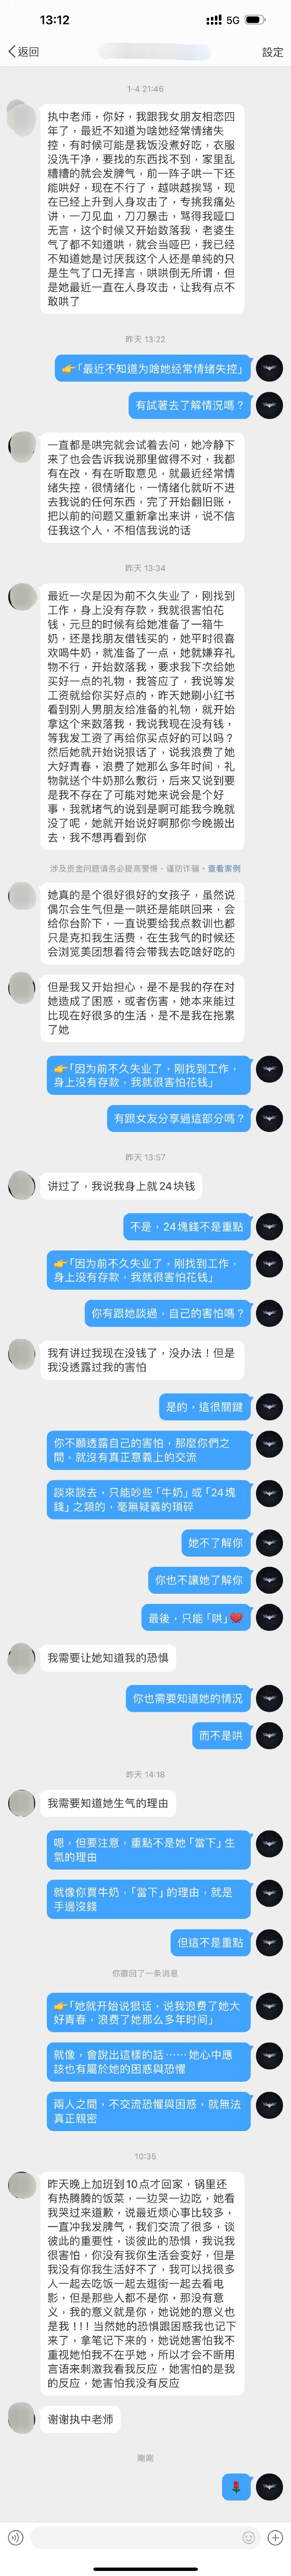 13:12
5G
返回
設定
1-4 21:46
执中老师，你好，我跟我女朋友相恋四
年了，最近不知道为啥她经常情绪失
控，有时候可能是我饭没煮好吃，衣服
没洗干净，要找的东西找不到，家里乱
糟糟的就会发脾气，前一阵子哄一下还
能哄好，现在不行了，越哄越挨骂，现
在已经上升到人身攻击了，专挑我痛处
讲，一刀见血，刀刀暴击，骂得我哑口
无言，这个时候又开始数落我，老婆生
气了都不知道哄，就会当哑巴，我已经
不知道她是讨厌我这个人还是单纯的只
是生气了口无择言，哄哄倒无所谓，但
是她最近一直在人身攻击，让我有点不
敢哄了
昨天 13:22
👉「最近不知道为啥她经常情绪失控」
有試著去了解情況嗎？
一直都是哄完就会试着去问，她冷静下
来了也会告诉我说那里做得不对，我都
有在改，有在听取意见，就最近经常情
绪失控，很情绪化，一情绪化就听不进
去我说的任何东西，完了开始翻旧账，
把以前的问题又重新拿出来讲，说不信
任我这个人，不相信我说的话
昨天 13:34
最近一次是因为前不久失业了，刚找到
工作，身上没有存款，我就很害怕花
钱，元旦的时候有给她准备了一箱牛
奶，还是找朋友借钱买的，她平时很喜
欢喝牛奶，就准备了一点，她就嫌弃礼
物不行，开始数落我，要求我下次给她
买好一点的礼物，我答应了，我说等发
工资就给你买好点的，昨天她刷小红书
看到别人男朋友给准备的礼物，就开始
拿这个来数落我，我说我现在没有钱，
等我发工资了再给你买点好的可以吗？
然后她就开始说狠话了，说我浪费了她
大好青春，浪费了她那么多年时间，礼
物就送个牛奶那么敷衍，后来又说到要
是我不存在了可能对她来说会是个好
事，我就堵气的说到是啊可能我今晚就
没了呢，她就开始说好啊那你今晚搬出
去，我不想再看到你
涉及资金问题请务必提高警惕，谨防诈骗。查看案例
她真的是个很好很好的女孩子，虽然说
偶尔会生气但是一哄还是能哄回来，会
给你台阶下，一直说要给我点教训也都
只是克扣我生活费，在生我气的时候还
会浏览美团想看待会带我去吃啥好吃的
但是我又开始担心，是不是我的存在对
她造成了困惑，或者伤害，她本来能过
比现在好很多的生活，是不是我在拖累
了她
👉「因为前不久失业了，刚找到工作，
身上没有存款，我就很害怕花钱」
有跟女友分享過這部分嗎？
昨天 13:57
讲过了，我说我身上就24块钱
不是，24塊錢不是重點
👉「因为前不久失业了，刚找到工作，
身上没有存款，我就很害怕花钱」
你有跟她談過，自己的害怕嗎？
我有讲过我现在没钱了，没办法！但是
我没透露过我的害怕
是的，這很關鍵
你不願透露自己的害怕，那麼你們之
間，就沒有真正意義上的交流
談來談去，只能吵些「牛奶」或「24塊
錢」之類的，毫無疑義的瑣碎
她不了解你
你也不讓她了解你
最後，只能「哄」❤️
我需要让她知道我的恐惧
你也需要知道她的情況
而不是哄
昨天 14:18
我需要知道她生气的理由
嗯，但要注意，重點不是她「當下」生
氣的理由
就像你買牛奶，「當下」的理由，就是
手邊沒錢
但這不是重點
你撤回了一条消息
👉「她就开始说狠话，说我浪费了她大
好青春，浪费了她那么多年时间」
就像，會說出這樣的話⋯⋯她心中應
該也有屬於她的困惑與恐懼
兩人之間，不交流恐懼與困惑，就無法
真正親密
10:35
昨天晚上加班到10点才回家，锅里还
有热腾腾的饭菜，一边哭一边吃，她看
我哭过来道歉，说最近烦心事比较多，
一直冲我发脾气，我们交流了很多，谈
彼此的重要性，谈彼此的恐惧，我说我
很害怕，你没有我你生活会变好，但是
我没有你我生活好不了，我可以找很多
人一起去吃饭一起去逛街一起去看电
影，但是那些人都不是你，那没有意
义，我的意义就是你，她说她的意义也
是我！！！当然她的恐惧跟困惑我也记下
来了，拿笔记下来的，她说她害怕我不
重视她怕我不在乎她，所以才会不断用
言语来刺激我看我反应，她害怕的是我
的反应，她害怕我没有反应
谢谢执中老师
剛剛
🌹